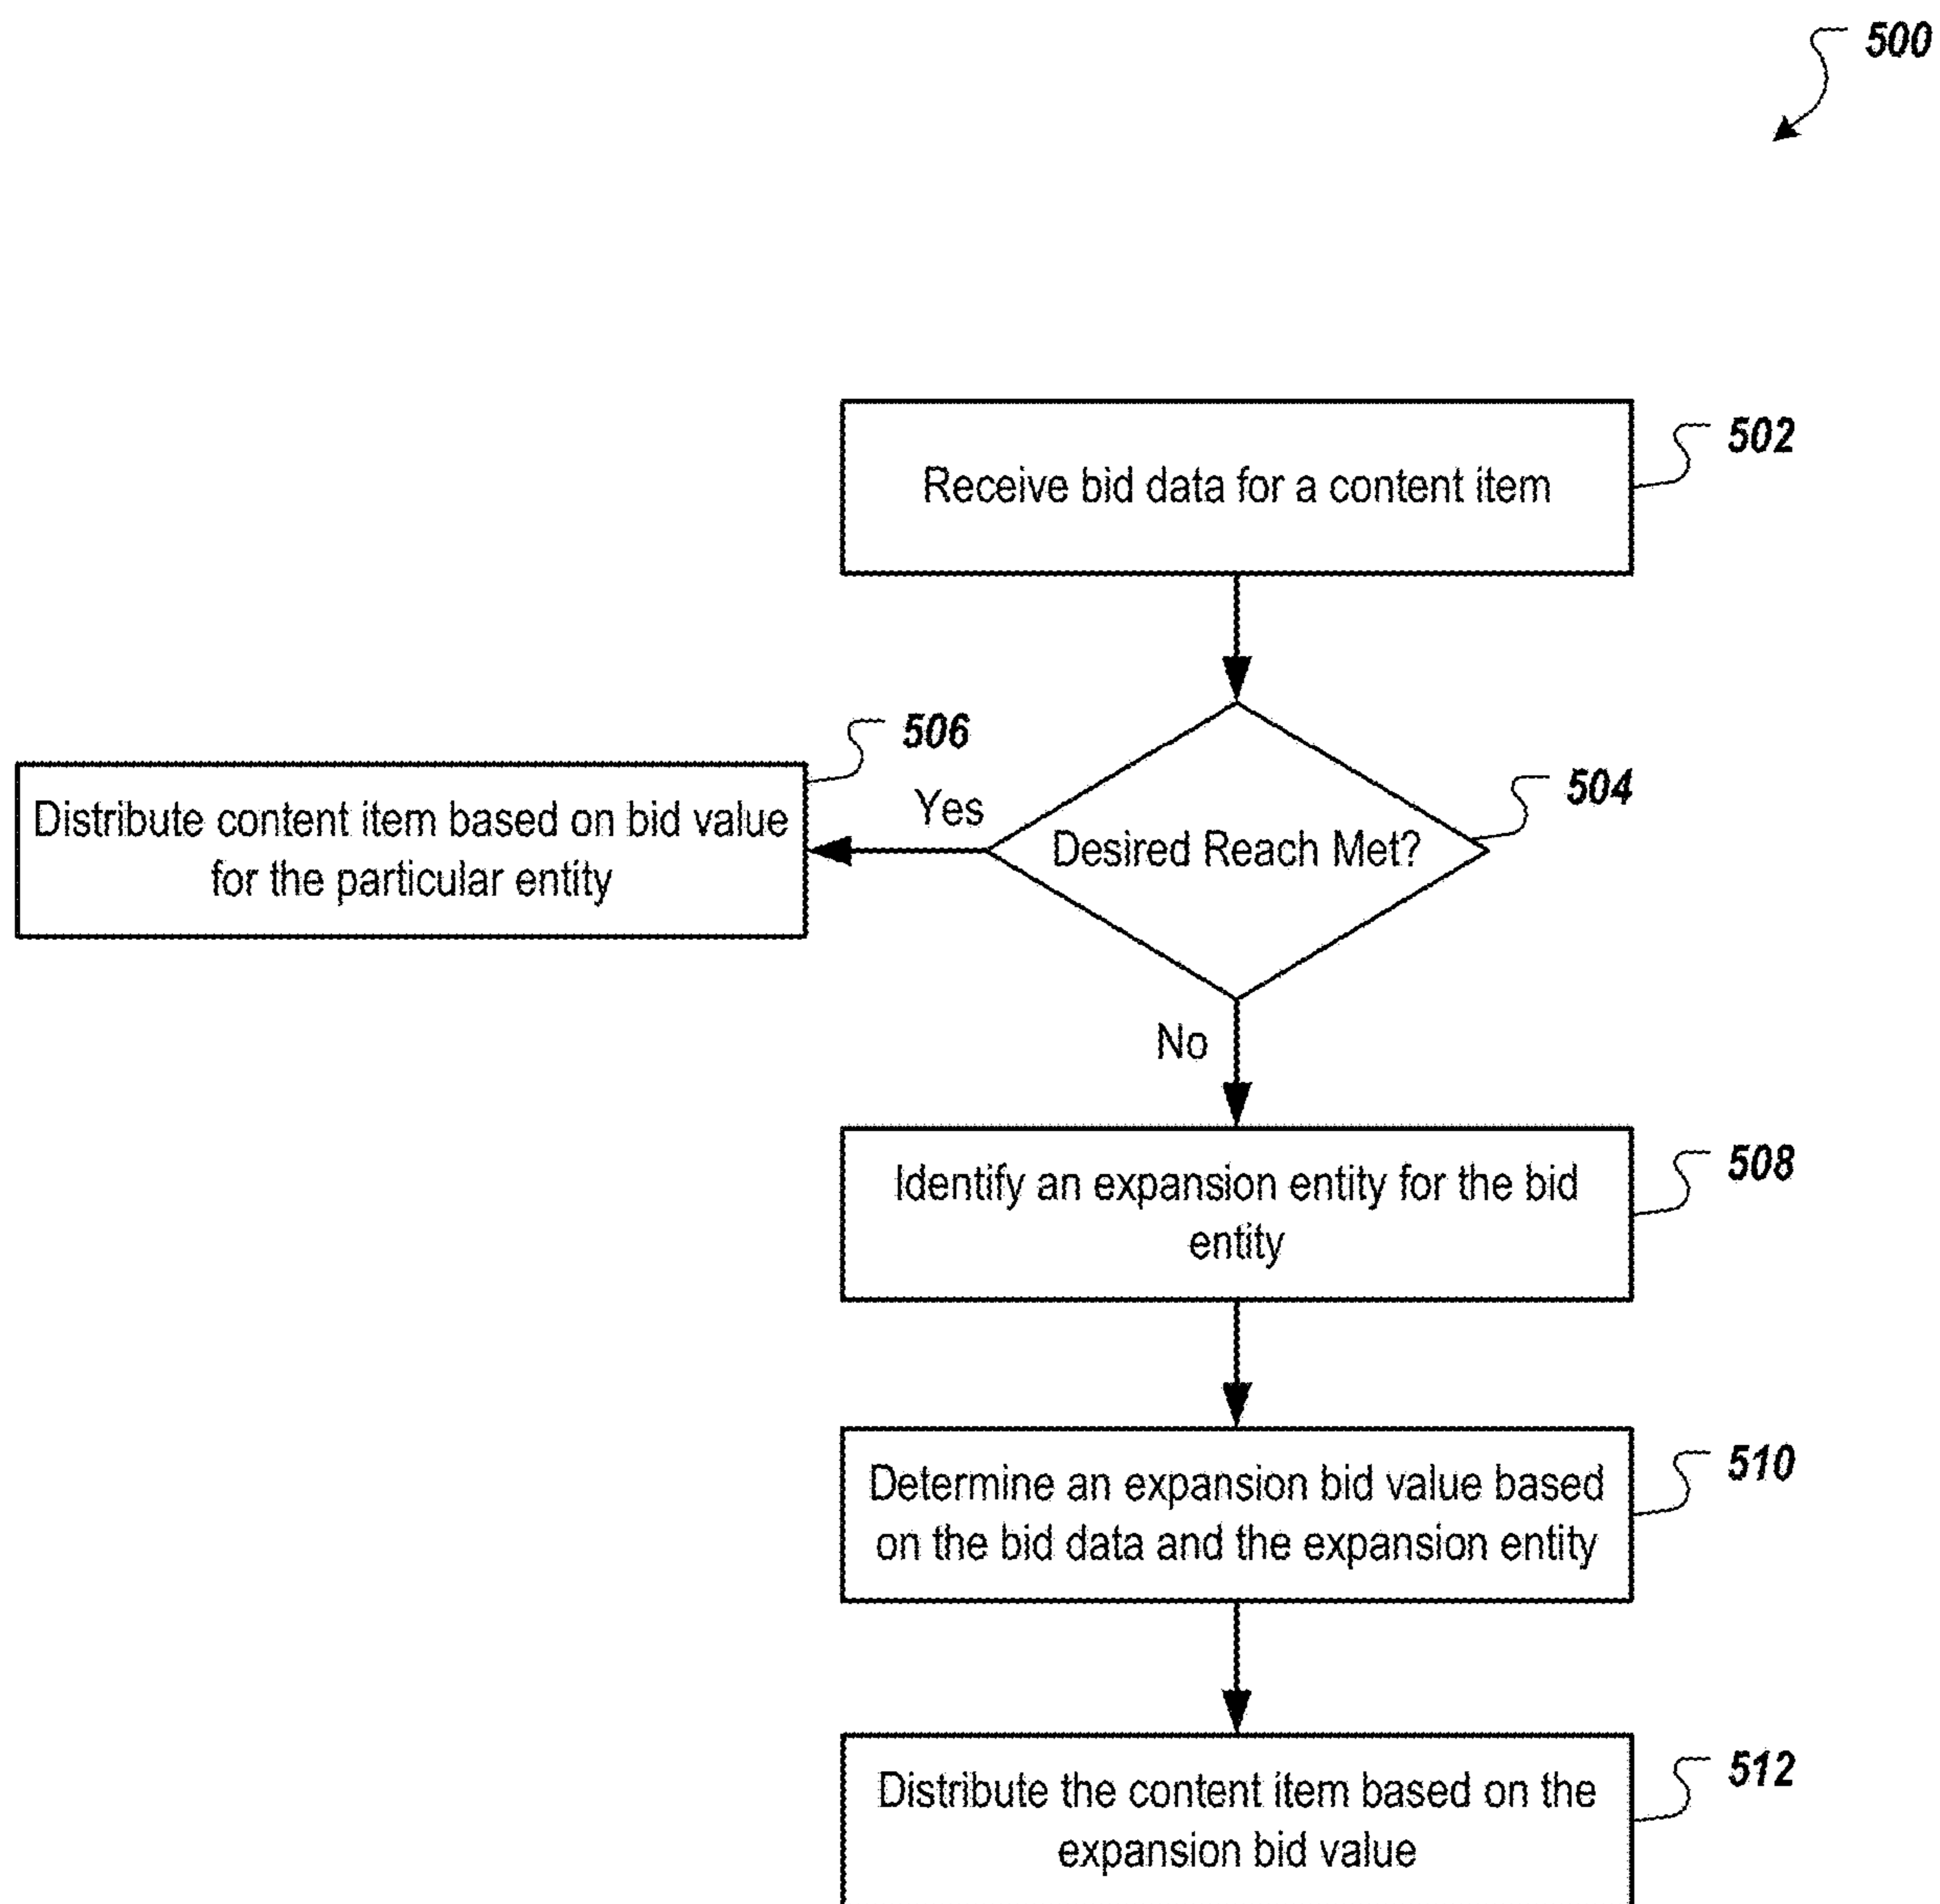 500
Receive bid data for a content item
502
506
Distribute content item based on bid value
for the particular entity
Yes
Desired Reach Met?
504
No
Identify an expansion entity for the bid
entity
508
Determine an expansion bid value based
on the bid data and the expansion entity
510
Distribute the content item based on the
expansion bid value
512